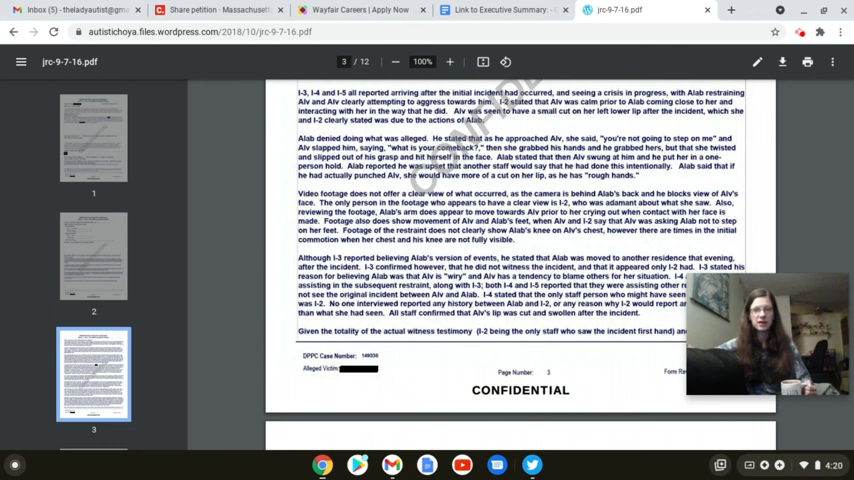 Inbox (5) - theladyautist@gma
Share petition · Massachusett
Wayfair Careers | Apply Now
Link to Executive Summary: -
jrc-9-7-16.pdf
autistichoya.files.wordpress.com/2018/10/jrc-9-7-16.pdf
jrc-9-7-16.pdf
3 / 12
100%
I-3, I-4 and I-5 all reported arriving after the initial incident had occurred, and seeing a crisis in progress, with Alab restraining
Alv and Alv clearly attempting to aggress towards him. I-2 stated that Alv was calm prior to Alab coming close to her and
interacting with her in the way that he did. Alv was seen to have a small cut on her left lower lip after the incident, which she
and I-2 clearly stated was due to the actions of Alab.
Alab denied doing what was alleged. He stated that as he approached Alv, she said, "you're not going to step on me" and
Alv slapped him, saying, "what is your comeback?," then she grabbed his hands and he grabbed hers, but that she twisted
and slipped out of his grasp and hit himself in the face. Alab stated that then Alv swung at him and he put her in a one-
person hold. Alab reported he was upset that another staff would say that he had done this intentionally. Alab said that if
he had actually punched Alv, she would have more of a cut on her lip, as he has "rough hands."
Video footage does not offer a clear view of what occurred, as the camera is behind Alab's back and he blocks view of Alv's
face. The only person in the footage who appears to have a clear view is I-2, who was adamant about what she saw. Also,
reviewing the footage, Alab's arm does appear to move towards Alv prior to her crying out when contact with her face is
made. Footage also does show movement of Alv and Alab's feet, when Alv and I-2 say that Alv was asking Alab not to step
on her feet. Footage of the restraint does not clearly show Alab's knee on Alv's chest, however there are times in the initial
commotion when her chest and his knee are not fully visible.
Although I-3 reported believing Alab's version of events, he stated that Alab was moved to another residence that evening,
after the incident. I-3 confirmed however, that he did not witness the incident, and that it appeared only I-2 had. I-3 stated his
reason for believing Alab was that Alv is "wiry" and Alv has a tendency to blame others for her situation. I-4
assisting in the subsequent restraint, along with I-3; both I-4 and I-5 reported that they were assisting other re
not see the original incident between Alv and Alab. I-4 stated that the only staff person who might have seen
was I-2. No one interviewed reported any history between Alab and I-2, or any reason why I-2 would report an
than what she had seen. All staff confirmed that Alv's lip was cut and swollen after the incident.
Given the totality of the actual witness testimony (I-2 being the only staff who saw the incident first hand) an
DPPC Case Number: 149335
Alleged Victim:
Page Number: 3
Form Re
CONFIDENTIAL
CONFIDE
1
2
3
4:20